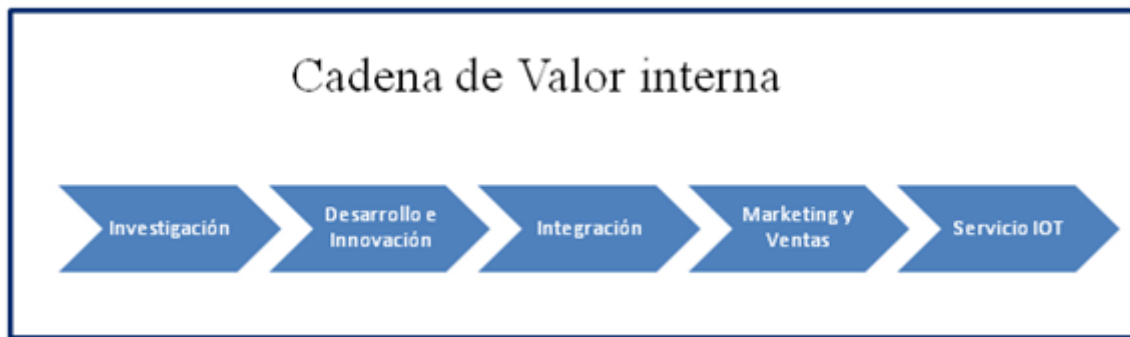 Cadena de Valor interna
Investigación
Desarrollo e
Innovación
Integración
Marketing y
Ventas
Servicio IOT